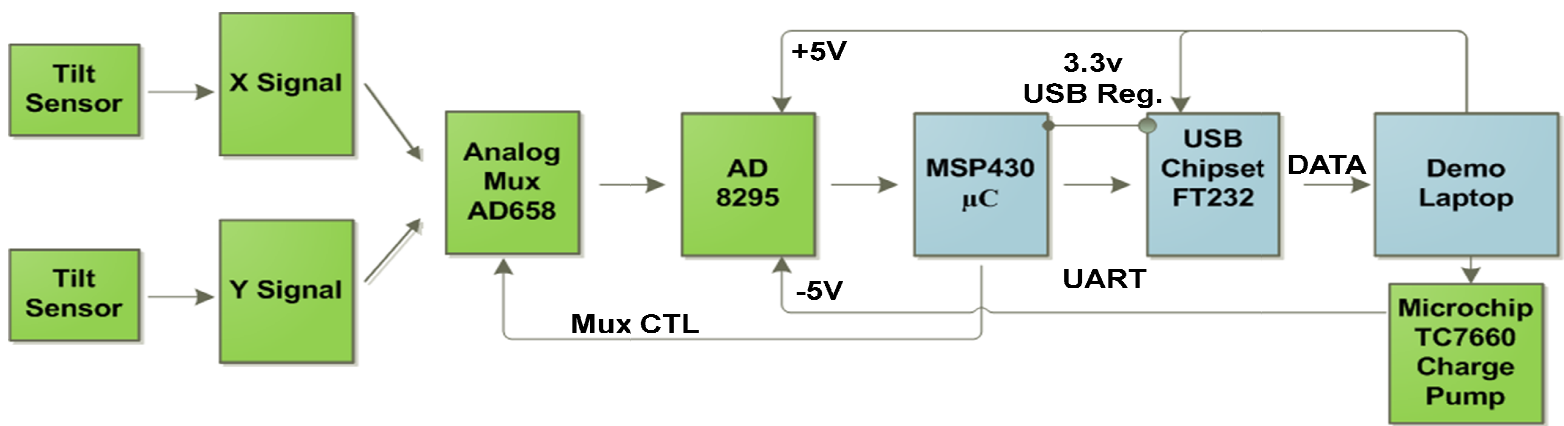 Tilt
Sensor
X Signal
Tilt
Sensor
Y Signal
Analog
Mux
AD658
Mux CTL
+5V
AD
8295
-5V
MSP430
µC
3.3v
USB Reg.
UART
USB
Chipset
FT232
DATA
Demo
Laptop
Microchip
TC7660
Charge
Pump